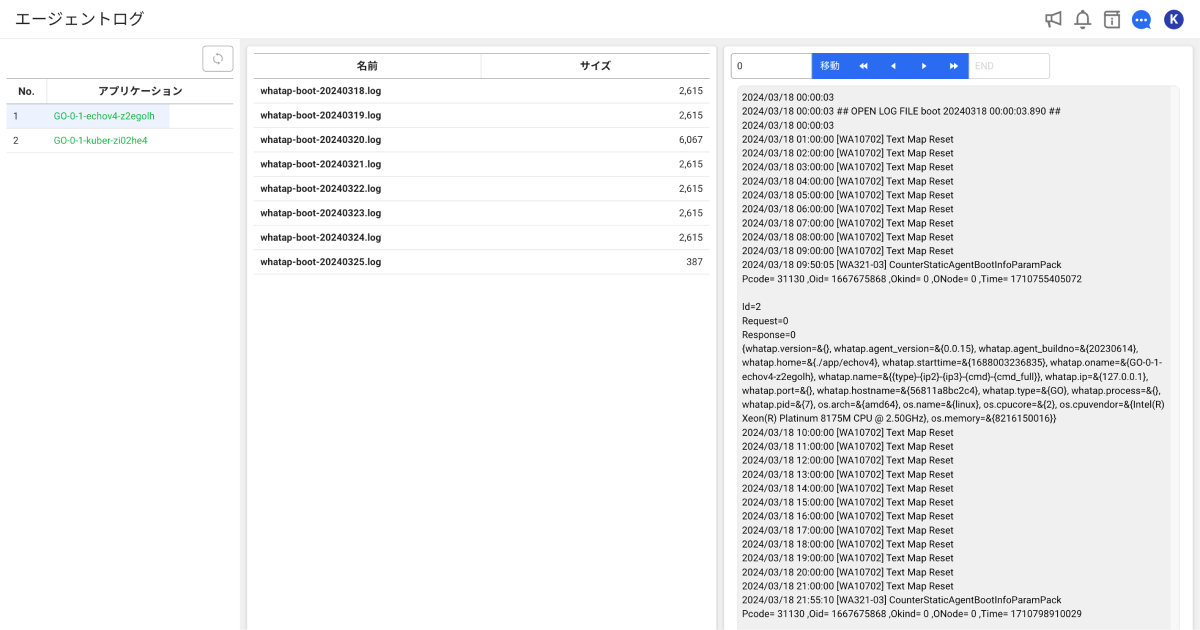 エージェントログ
K
No.
アプリケーション
1
GO-0-1-echov4-z2egolh
2
GO-0-1-kuber-zi02he4
名前
サイズ
whatap-boot-20240318.log
2,615
whatap-boot-20240319.log
2,615
whatap-boot-20240320.log
6,067
whatap-boot-20240321.log
2,615
whatap-boot-20240322.log
2,615
whatap-boot-20240323.log
2,615
whatap-boot-20240324.log
2,615
whatap-boot-20240325.log
387
0
移動
END
2024/03/18 00:00:03
2024/03/18 00:00:03 ## OPEN LOG FILE boot 20240318 00:00:03.890 ##
2024/03/18 00:00:03
2024/03/18 01:00:00 [WA10702] Text Map Reset
2024/03/18 02:00:00 [WA10702] Text Map Reset
2024/03/18 03:00:00 [WA10702] Text Map Reset
2024/03/18 04:00:00 [WA10702] Text Map Reset
2024/03/18 05:00:00 [WA10702] Text Map Reset
2024/03/18 06:00:00 [WA10702] Text Map Reset
2024/03/18 07:00:00 [WA10702] Text Map Reset
2024/03/18 08:00:00 [WA10702] Text Map Reset
2024/03/18 09:00:00 [WA10702] Text Map Reset
2024/03/18 09:50:05 [WA321-03] CounterStaticAgentBootInfoParamPack
Pcode= 31130 ,Oid= 1667675868 ,Okind= 0 ,ONode= 0 ,Time= 1710755405072
Id=2
Request=0
Response=0
{whatap.version=&{}, whatap.agent_version=&{0.0.15}, whatap.agent_buildno=&{20230614},
whatap.home=&{./app/echov4}, whatap.starttime=&{1688003236835}, whatap.oname=&{GO-0-1-
echov4-z2egolh}, whatap.name=&{{type}-{ip2}-{ip3}-{cmd}-{cmd_full}}, whatap.ip=&{127.0.0.1},
whatap.port=&{}, whatap.hostname=&{56811a8bc2c4}, whatap.type=&{GO}, whatap.process=&{},
whatap.pid=&{7}, os.arch=&{amd64}, os.name=&{linux}, os.cpucore=&{2}, os.cpuvendor=&{Intel(R)
Xeon(R) Platinum 8175M CPU @ 2.50GHz}, os.memory=&{8216150016}}
2024/03/18 10:00:00 [WA10702] Text Map Reset
2024/03/18 11:00:00 [WA10702] Text Map Reset
2024/03/18 12:00:00 [WA10702] Text Map Reset
2024/03/18 13:00:00 [WA10702] Text Map Reset
2024/03/18 14:00:00 [WA10702] Text Map Reset
2024/03/18 15:00:00 [WA10702] Text Map Reset
2024/03/18 16:00:00 [WA10702] Text Map Reset
2024/03/18 17:00:00 [WA10702] Text Map Reset
2024/03/18 18:00:00 [WA10702] Text Map Reset
2024/03/18 19:00:00 [WA10702] Text Map Reset
2024/03/18 20:00:00 [WA10702] Text Map Reset
2024/03/18 21:00:00 [WA10702] Text Map Reset
2024/03/18 21:55:10 [WA321-03] CounterStaticAgentBootInfoParamPack
Pcode= 31130 ,Oid= 1667675868 ,Okind= 0 ,ONode= 0 ,Time= 1710798910029